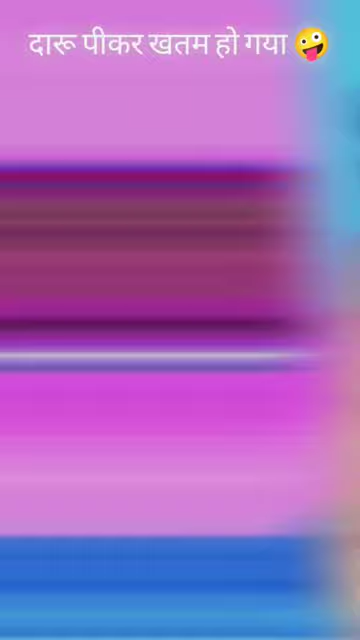 दारू पीकर खतम हो गया 🤪